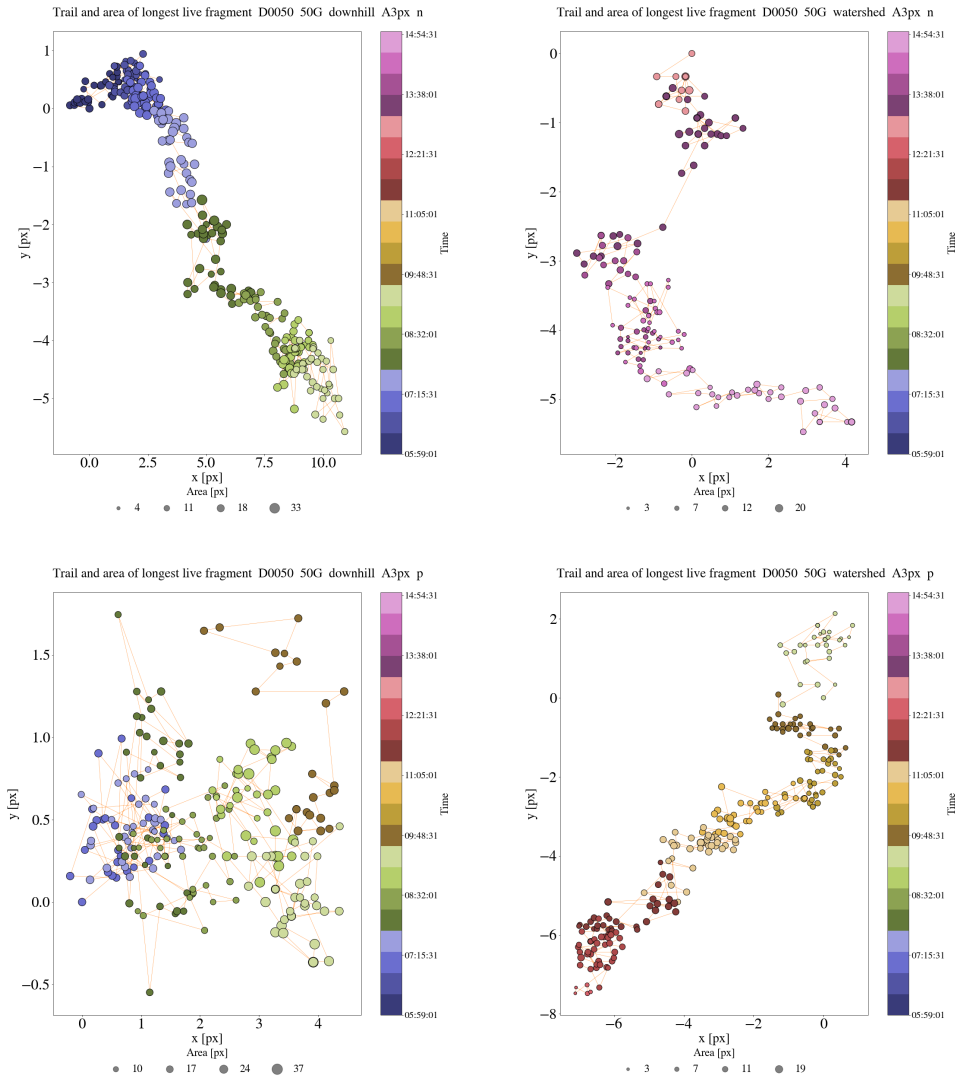 Trail and area of longest live fragment D0050 50G downhill A3px n
1
0
−1
−2
−3
−4
−5
y [px]
0.0 2.5 5.0 7.5 10.0
x [px]
Area [px]
4 11 18 33
14:54:31
13:38:01
12:21:31
11:05:01
09:48:31
08:32:01
07:15:31
05:59:01
Time
Trail and area of longest live fragment D0050 50G watershed A3px n
0
−1
−2
−3
−4
−5
y [px]
−2 0 2 4
x [px]
Area [px]
3 7 12 20
14:54:31
13:38:01
12:21:31
11:05:01
09:48:31
08:32:01
07:15:31
05:59:01
Time
Trail and area of longest live fragment D0050 50G downhill A3px p
1.5
1.0
0.5
0.0
−0.5
y [px]
0 1 2 3 4
x [px]
Area [px]
10 17 24 37
14:54:31
13:38:01
12:21:31
11:05:01
09:48:31
08:32:01
07:15:31
05:59:01
Time
Trail and area of longest live fragment D0050 50G watershed A3px p
2
0
−2
−4
−6
−8
y [px]
−6 −4 −2 0
x [px]
Area [px]
3 7 11 19
14:54:31
13:38:01
12:21:31
11:05:01
09:48:31
08:32:01
07:15:31
05:59:01
Time